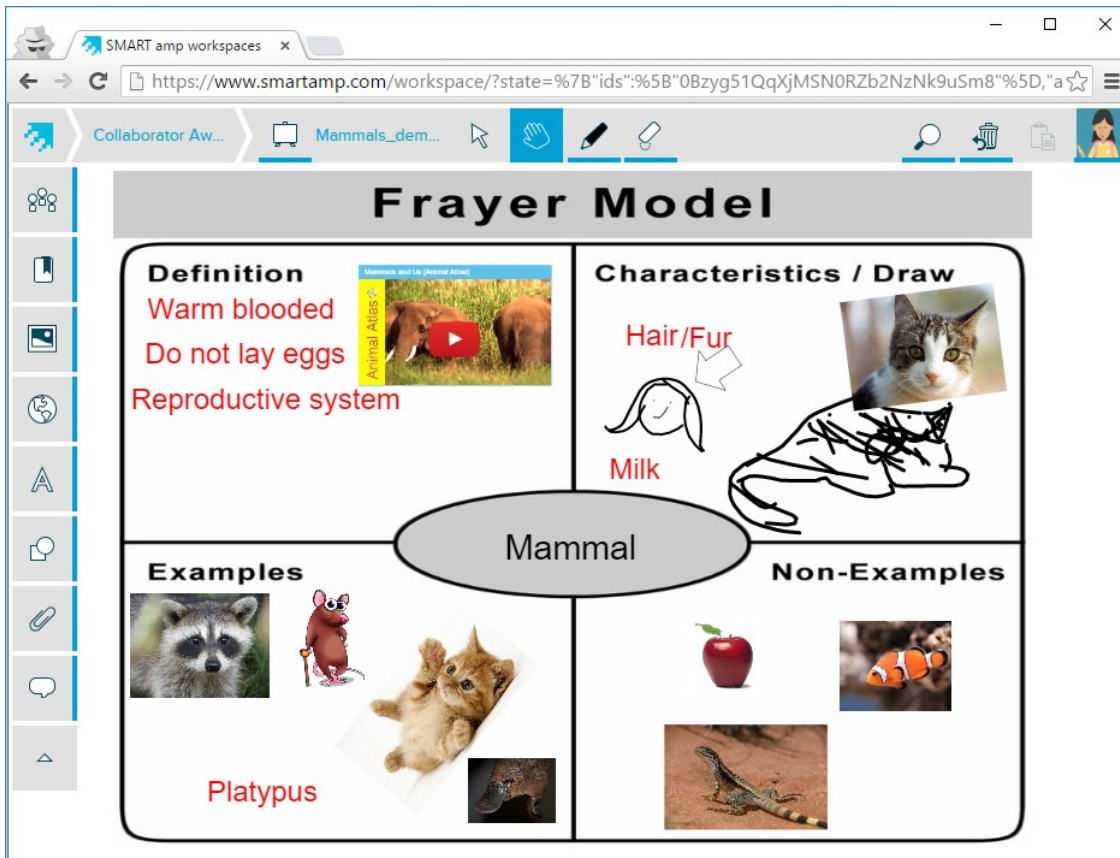 SMART amp workspaces
https://www.smartamp.com/workspace/?state=%7B"ids":%5B"0Bzyg51QqXjMSN0RZb2NzNk9uSm8"%5D,"a
Collaborator Aw...
Mammals_dem...
Frayer Model
Definition
Warm blooded
Do not lay eggs
Reproductive system
Mammals and Us (Animal Atlas)
Animal Atlas
Characteristics / Draw
Hair/Fur
Milk
Mammal
Examples
Platypus
Non-Examples